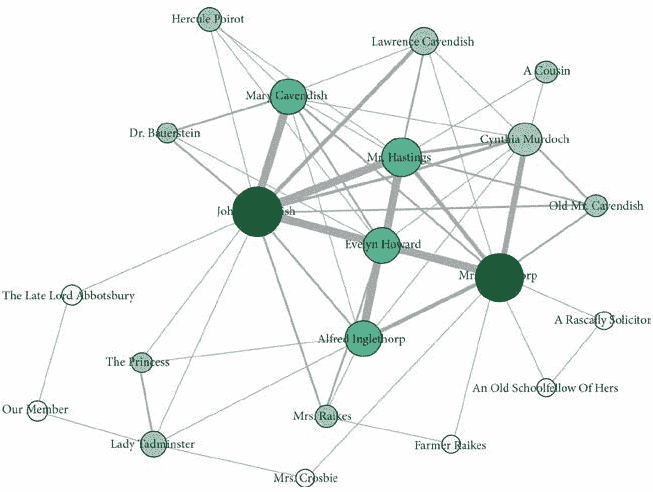 Hercule Poirot
Lawrence Cavendish
A Cousin
Mary Cavendish
Dr. Bauerstein
Cynthia Murdoch
Mr. Hastings
Old Mr. Cavendish
Evelyn Howard
The Late Lord Abbotsbury
A Rascally Solicitor
Alfred Inglethorp
The Princess
An Old Schoolfellow Of Hers
Our Member
Mrs. Raikes
Lady Tadminster
Farmer Raikes
Mrs. Crosbie